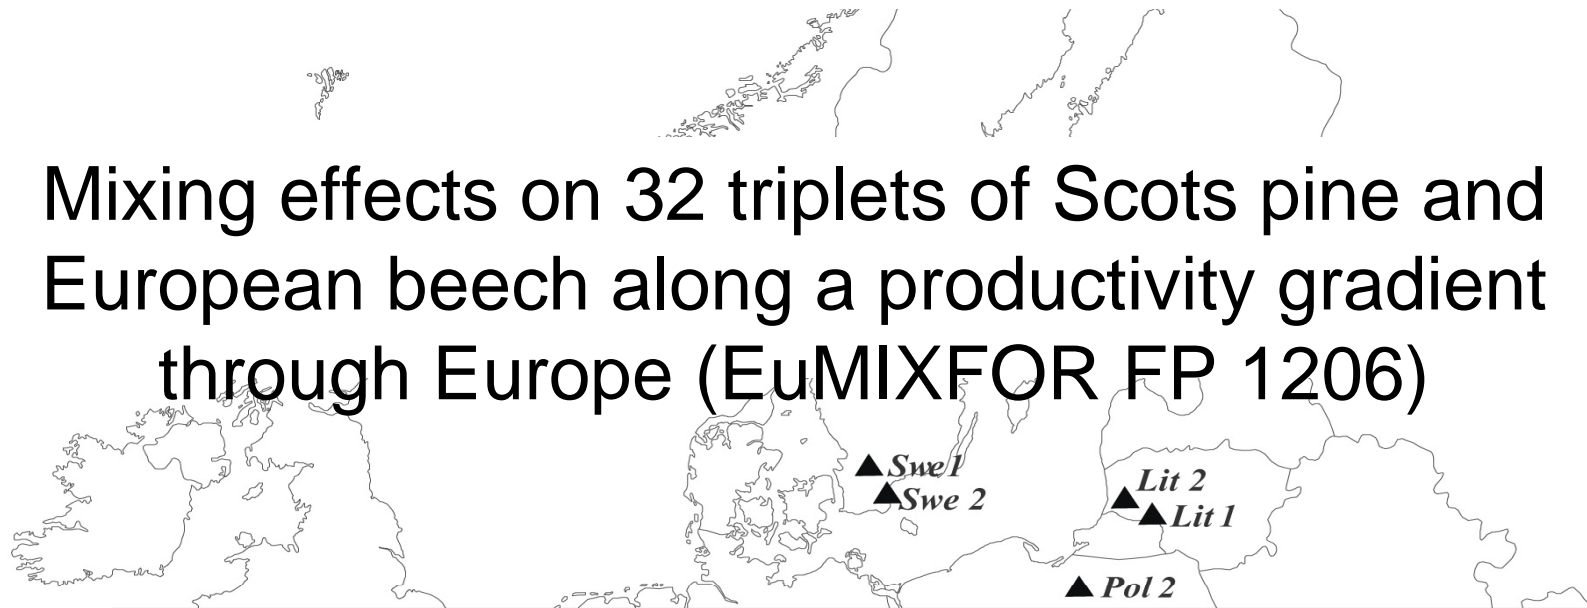 Mixing effects on 32 triplets of Scots pine and
European beech along a productivity gradient
through Europe (EuMIXFOR FP 1206)
Swe 1
Swe 2
Lit 2
Lit 1
Pol 2